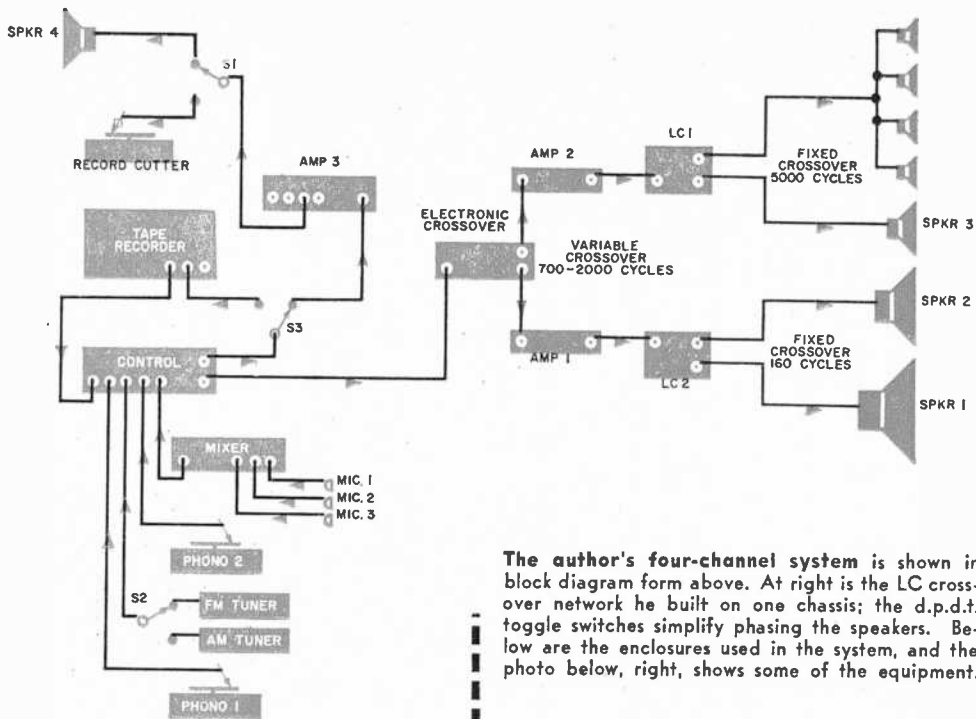 SPKR 4
S1
RECORD CUTTER
AMP 3
TAPE
RECORDER
S3
CONTROL
MIXER
MIC. 1
MIC. 2
MIC. 3
PHONO 2
S2
FM TUNER
AM TUNER
PHONO 1
ELECTRONIC
CROSSOVER
VARIABLE
CROSSOVER
700-2000 CYCLES
AMP 2
LC 1
FIXED
CROSSOVER
5000 CYCLES
SPKR 3
AMP 1
LC 2
FIXED
CROSSOVER
160 CYCLES
SPKR 2
SPKR 1
The author's four-channel system is shown in
block diagram form above. At right is the LC cross-
over network he built on one chassis; the d.p.d.t.
toggle switches simplify phasing the speakers. Be-
low are the enclosures used in the system, and the
photo below, right, shows some of the equipment.